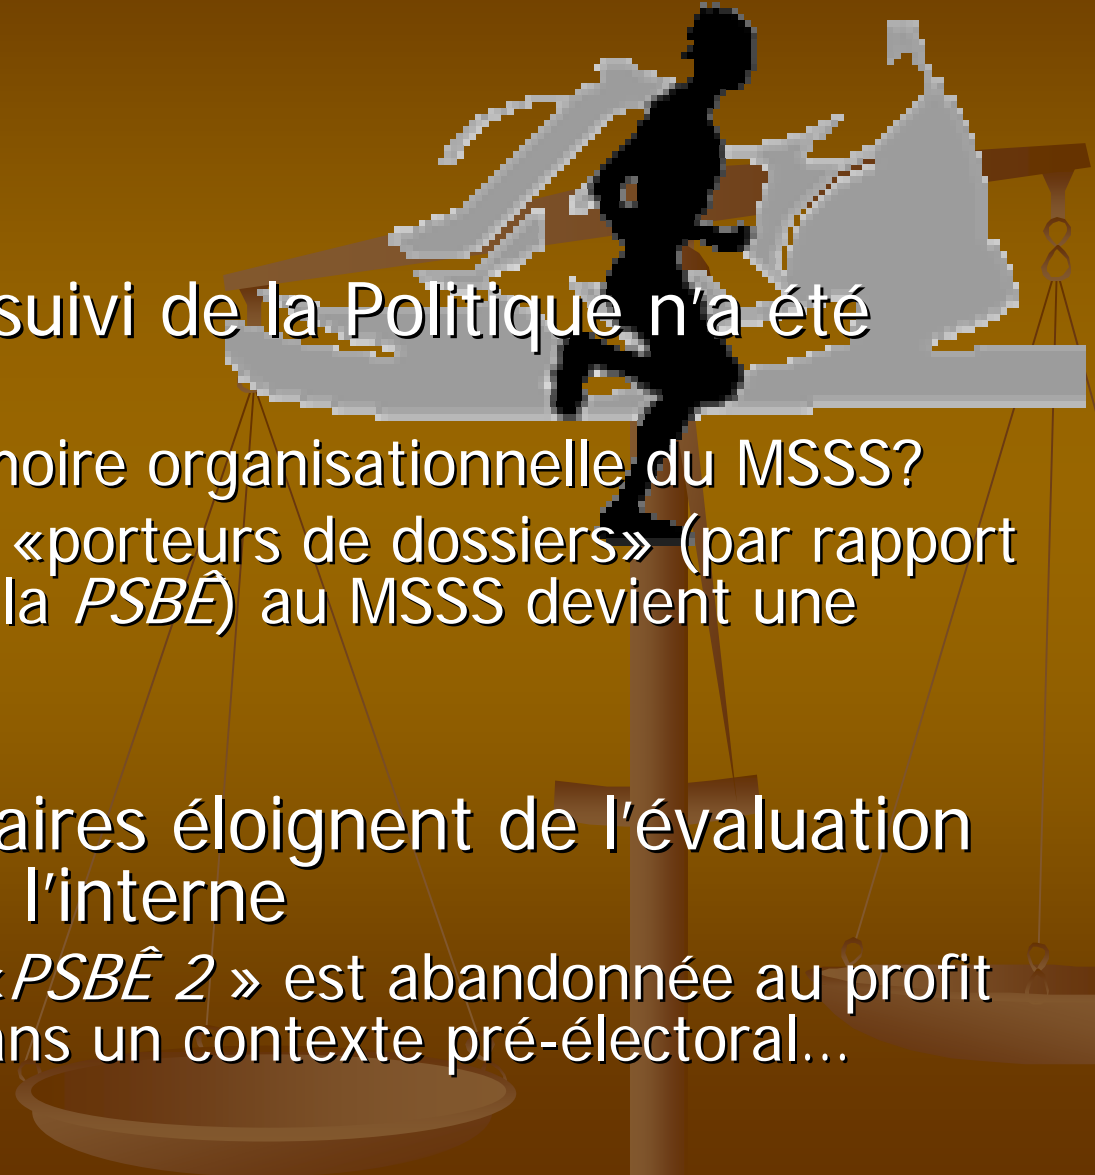 suivi de la Politique n'a été
noire organisationnelle du MSSS?
«porteurs de dossiers» (par rapport
la PSBÊ) au MSSS devient une
aires éloignent de l'évaluation
l'interne
«PSBÊ 2 » est abandonnée au profit
ans un contexte pré-électoral...